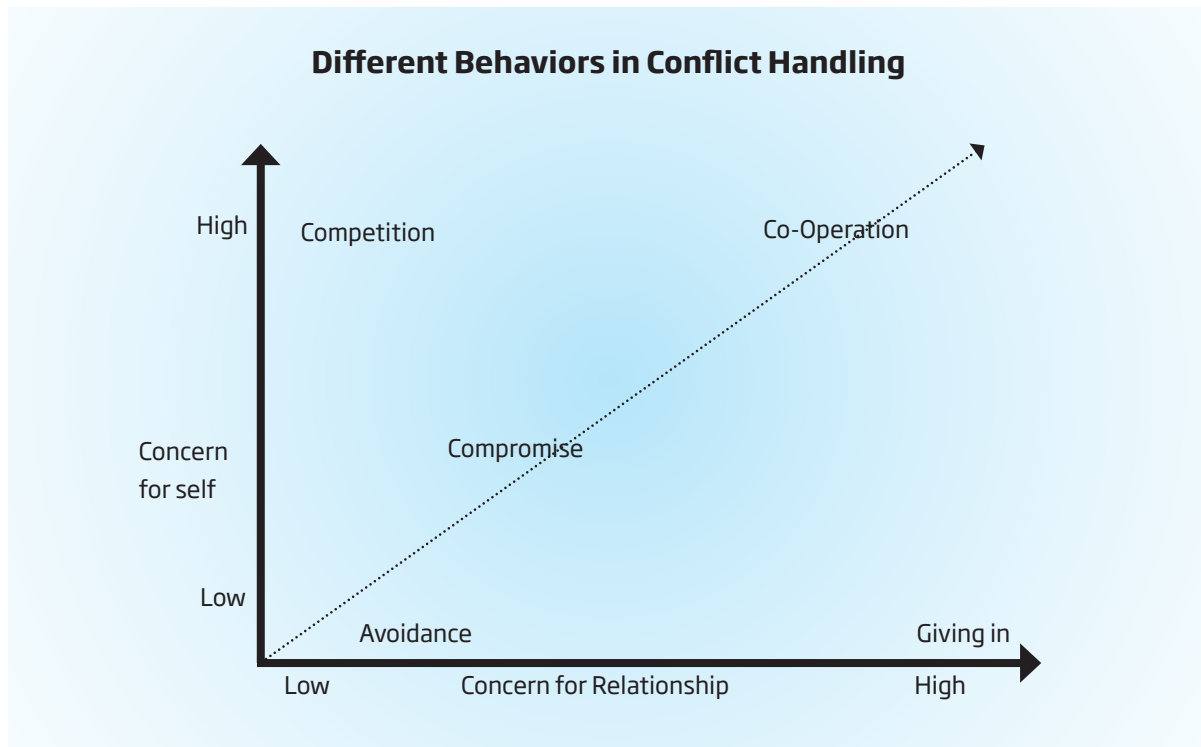 Different Behaviors in Conflict Handling
High
Competition
Co-Operation
Concern
for self
Compromise
Low
Avoidance
Giving in
Low
Concern for Relationship
High